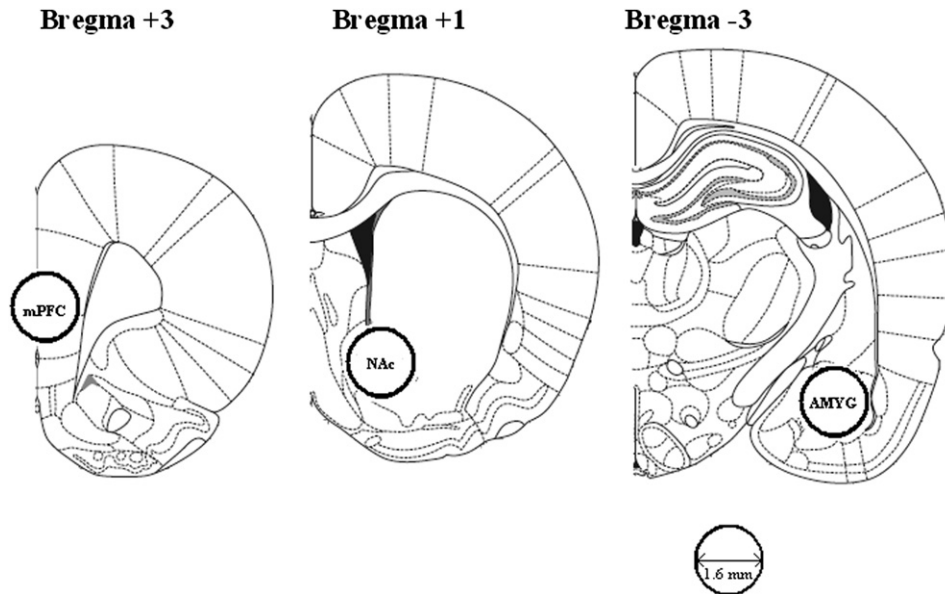 Bregma +3
Bregma +1
Bregma -3
mPFC
NAc
AMYG
1.6 mm